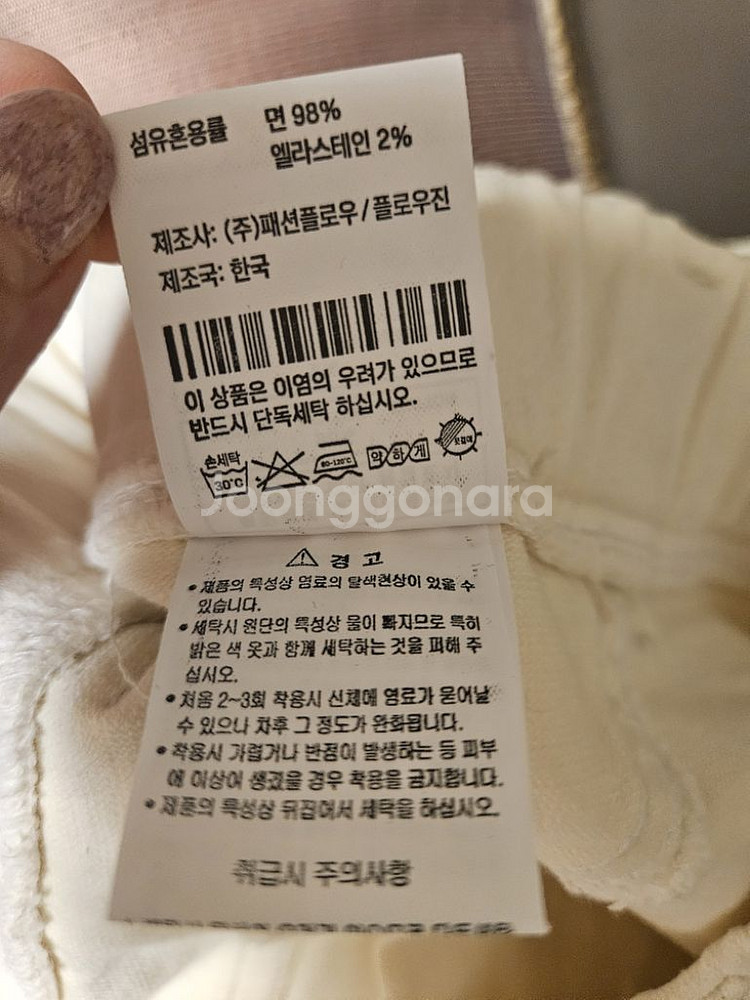 섬유혼용률 면 98%
엘라스테인 2%
제조사: (주)패션플로우/플로우진
제조국: 한국
이 상품은 이염의 우려가 있으므로
반드시 단독세탁 하십시오.
손세탁
30°C
80~120°C
약하게
옷걸이
Joonggonara
⚠ 경 고
• 제품의 특성상 염료의 탈색현상이 있을 수
있습니다.
• 세탁시 원단의 특성상 물이 빠지므로 특히
밝은 색 옷과 함께 세탁하는 것을 피해 주
십시오.
• 처음 2~3회 착용시 신체에 염료가 묻어날
수 있으나 차후 그 정도가 완화됩니다.
• 착용시 가렵거나 반점이 발생하는 등 피부
에 이상이 생겼을 경우 착용을 금지합니다.
• 제품의 특성상 뒤집어서 세탁을 하십시오.
취급시 주의사항